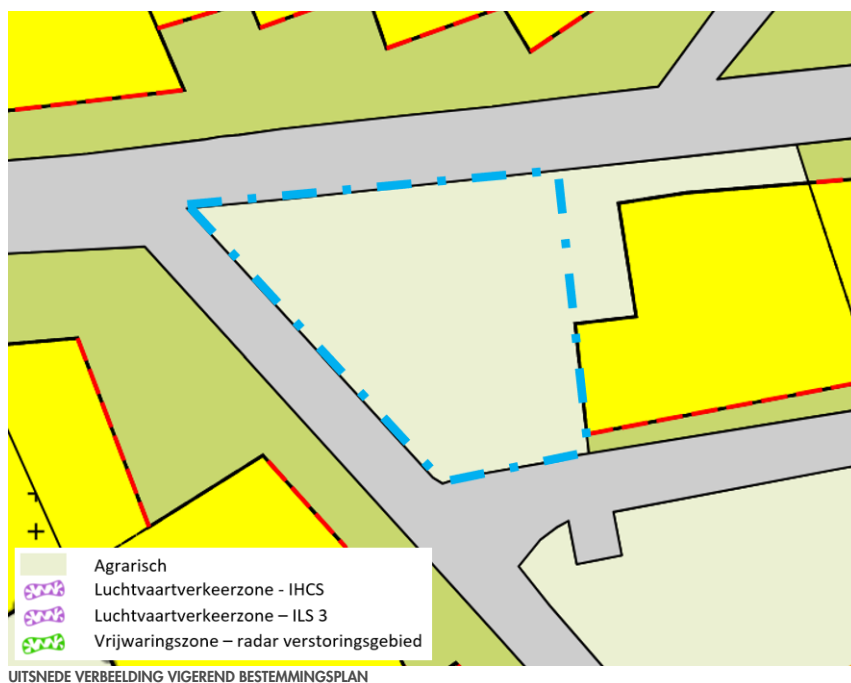 Agrarisch
Luchtvaartverkeerzone - IHCS
Luchtvaartverkeerzone – ILS 3
Vrijwaringszone – radar verstoringsgebied
UITSNEDE VERBEELDING VIGEREND BESTEMMINGSPLAN